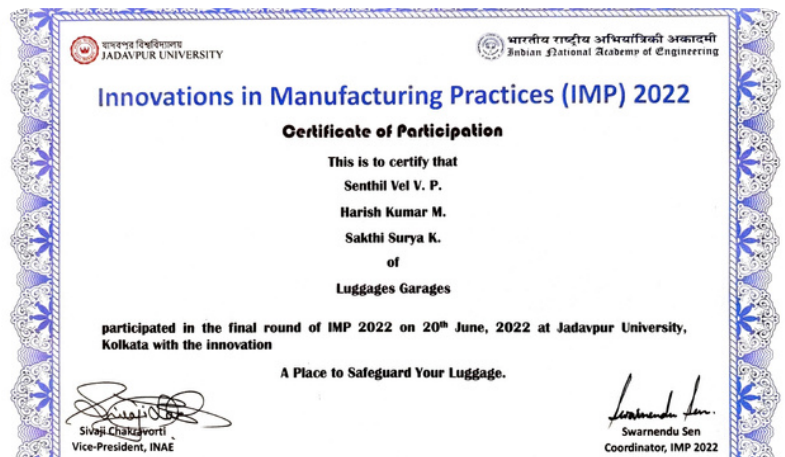 যাদবপুর বিশ্ববিদ্যালয়
JADAVPUR UNIVERSITY
भारतीय राष्ट्रीय अभियांत्रिकी अकादमी
Indian National Academy of Engineering
Innovations in Manufacturing Practices (IMP) 2022
Certificate of Participation
This is to certify that
Senthil Vel V. P.
Harish Kumar M.
Sakthi Surya K.
of
Luggages Garages
participated in the final round of IMP 2022 on 20th June, 2022 at Jadavpur University,
Kolkata with the innovation
A Place to Safeguard Your Luggage.
Sivaji Chakravorti
Vice-President, INAE
Swarnendu Sen
Coordinator, IMP 2022